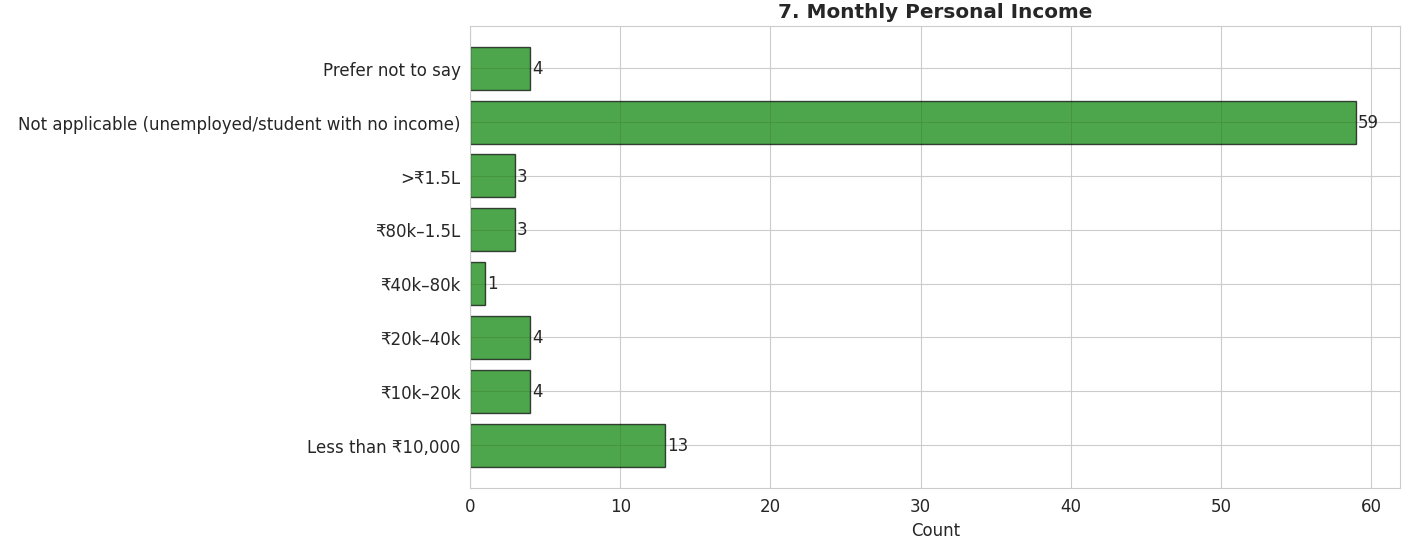 7. Monthly Personal Income
Prefer not to say 4
Not applicable (unemployed/student with no income) 59
>₹1.5L 3
₹80k–1.5L 3
₹40k–80k 1
₹20k–40k 4
₹10k–20k 4
Less than ₹10,000 13
0 10 20 30 40 50 60
Count